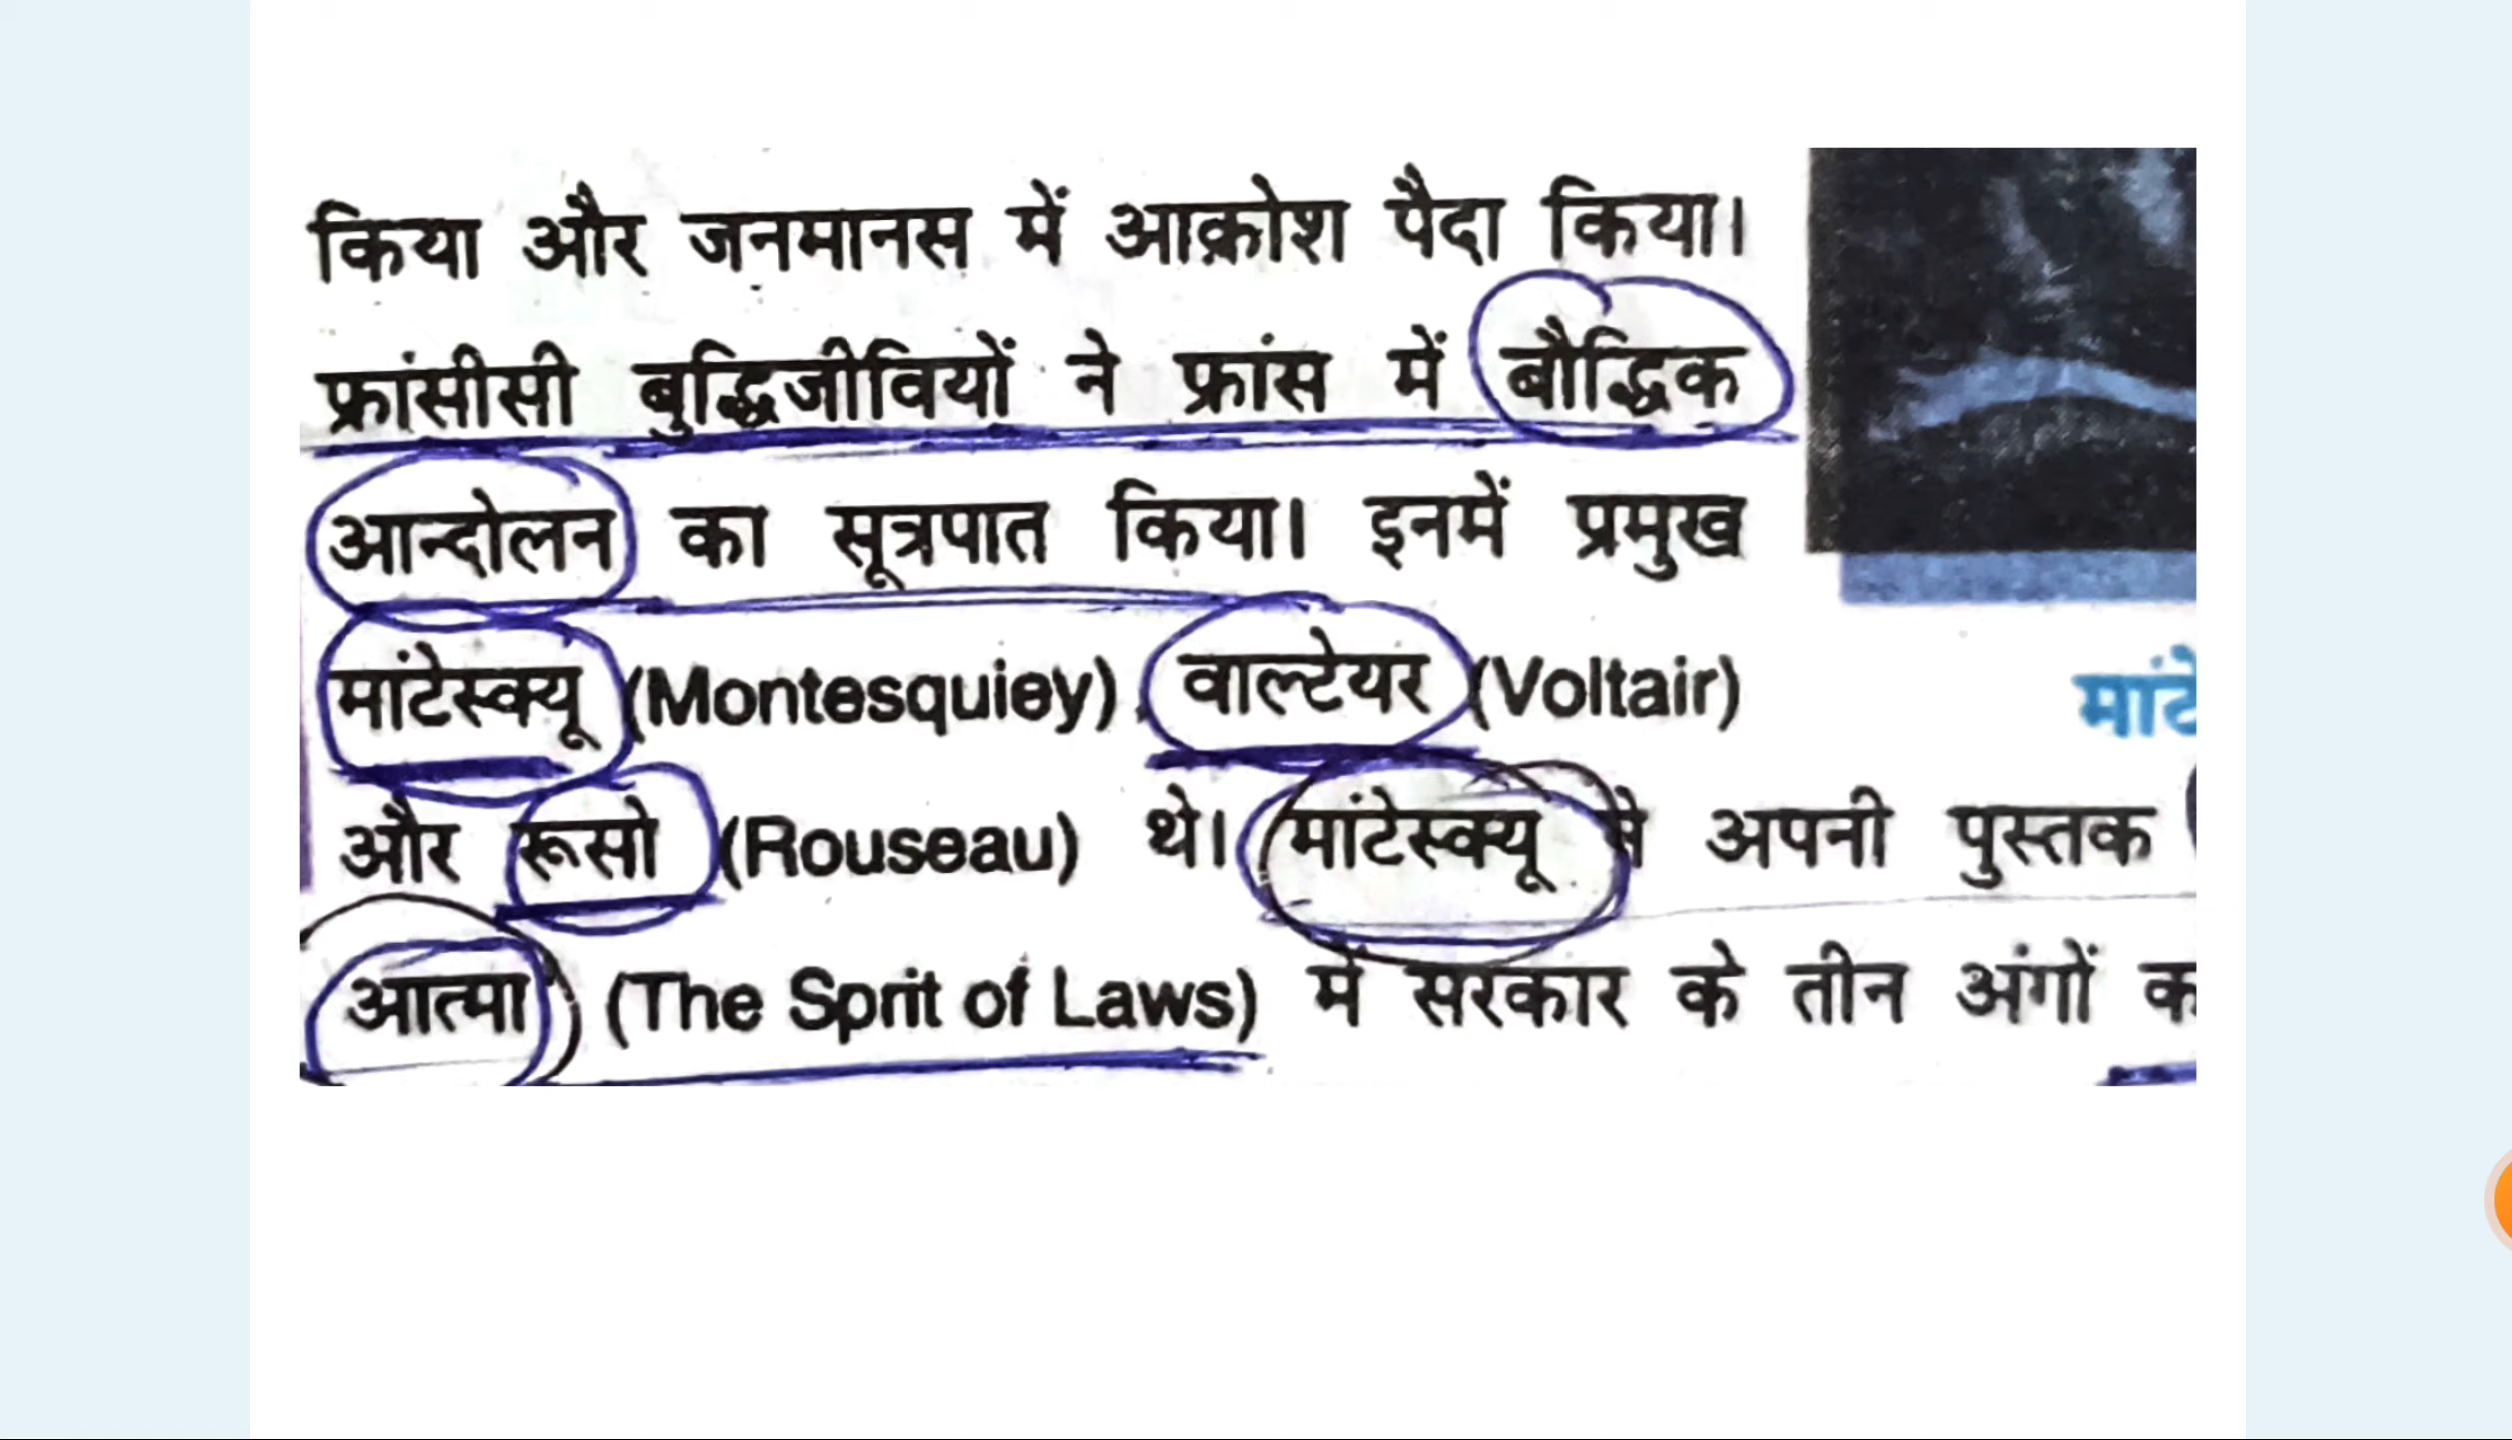 किया और जनमानस में आक्रोश पैदा किया।
फ्रांसीसी बुद्धिजीवियों ने फ्रांस में बौद्धिक
आन्दोलन का सूत्रपात किया। इनमें प्रमुख
मांटेस्क्यू (Montesquiey), वाल्टेयर (Voltair)
और रूसो (Rouseau) थे। मांटेस्क्यू ने अपनी पुस्तक
आत्मा (The Sprit of Laws) में सरकार के तीन अंगों